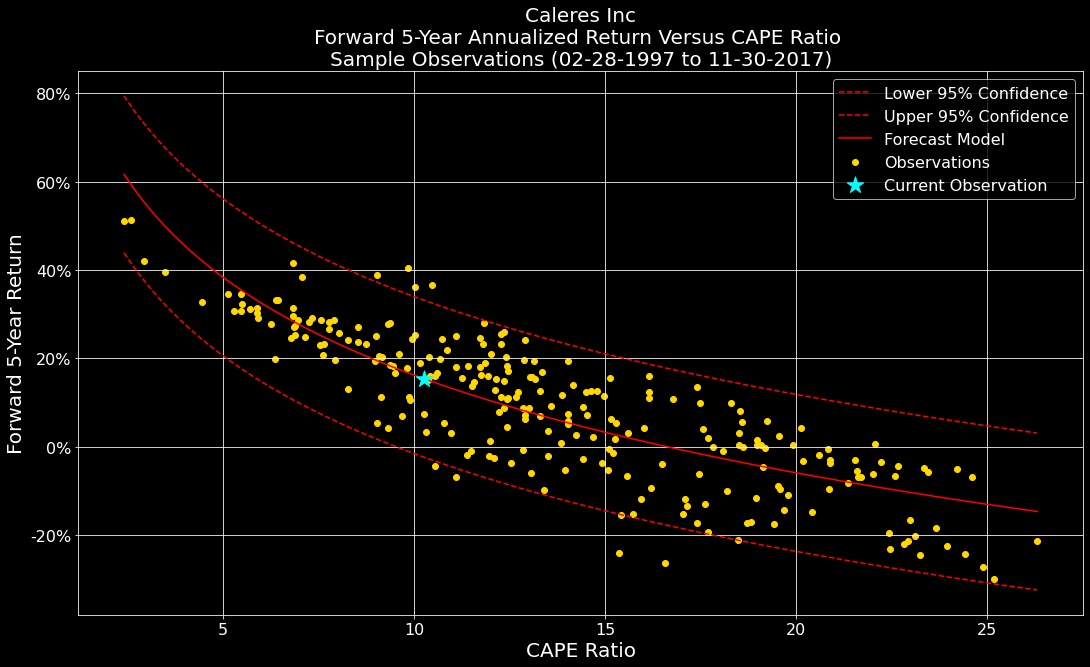 Caleres Inc
Forward 5-Year Annualized Return Versus CAPE Ratio
Sample Observations (02-28-1997 to 11-30-2017)
Lower 95% Confidence
Upper 95% Confidence
Forecast Model
Observations
Current Observation
Forward 5-Year Return
80%
60%
40%
20%
0%
-20%
5 10 15 20 25
CAPE Ratio